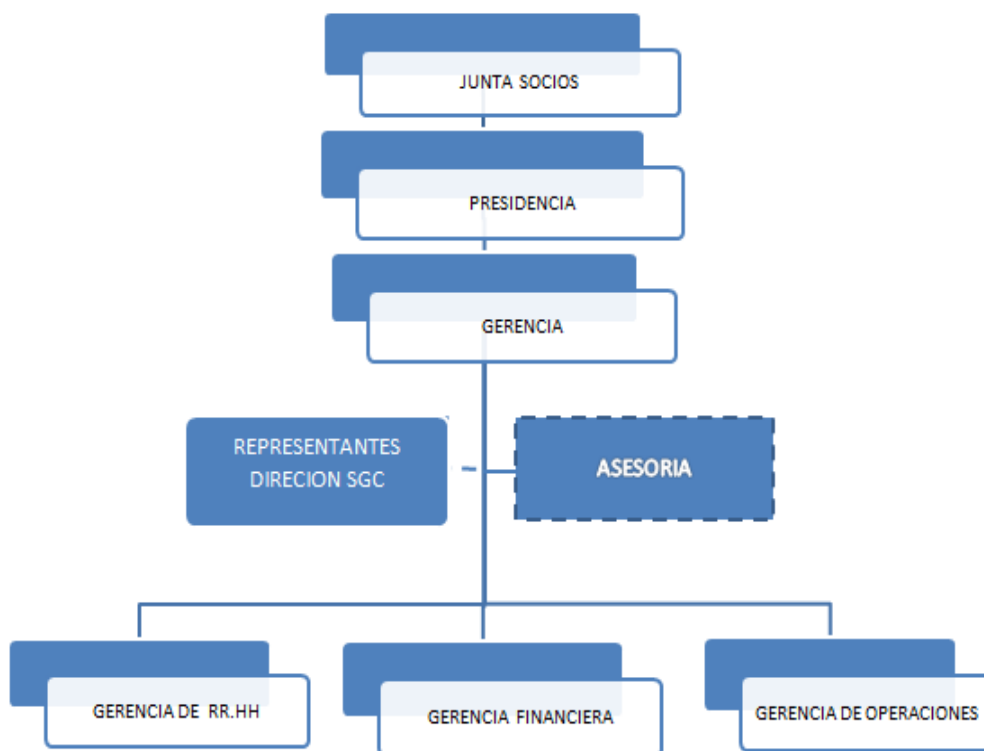 JUNTA SOCIOS
PRESIDENCIA
GERENCIA
REPRESENTANTES
DIRECION SGC
ASESORIA
GERENCIA DE RR.HH
GERENCIA FINANCIERA
GERENCIA DE OPERACIONES